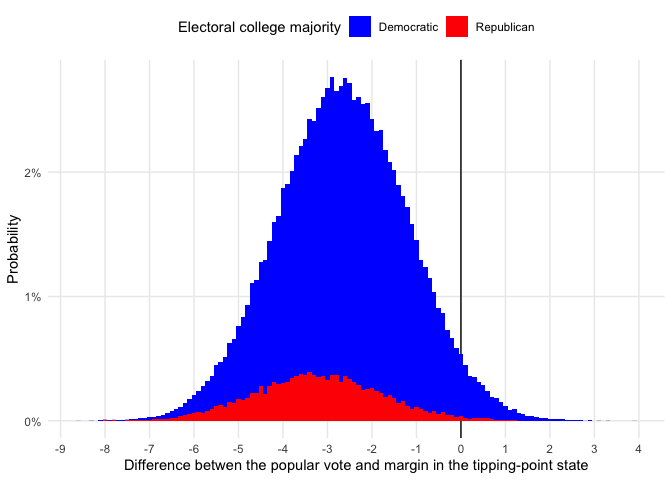 Electoral college majority Democratic Republican
Probability
2%
1%
0%
-9 -8 -7 -6 -5 -4 -3 -2 -1 0 1 2 3 4
Difference betwen the popular vote and margin in the tipping-point state